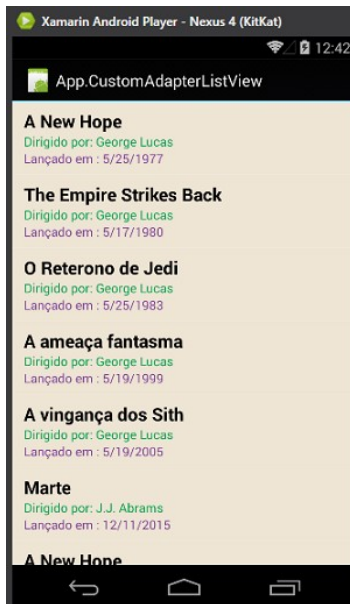 Xamarin Android Player - Nexus 4 (KitKat)
12:42
App.CustomAdapterListView
A New Hope
Dirigido por: George Lucas
Lançado em : 5/25/1977
The Empire Strikes Back
Dirigido por: George Lucas
Lançado em : 5/17/1980
O Reterono de Jedi
Dirigido por: George Lucas
Lançado em : 5/25/1983
A ameaça fantasma
Dirigido por: George Lucas
Lançado em : 5/19/1999
A vingança dos Sith
Dirigido por: George Lucas
Lançado em : 5/19/2005
Marte
Dirigido por: J.J. Abrams
Lançado em : 12/11/2015
A New Hope